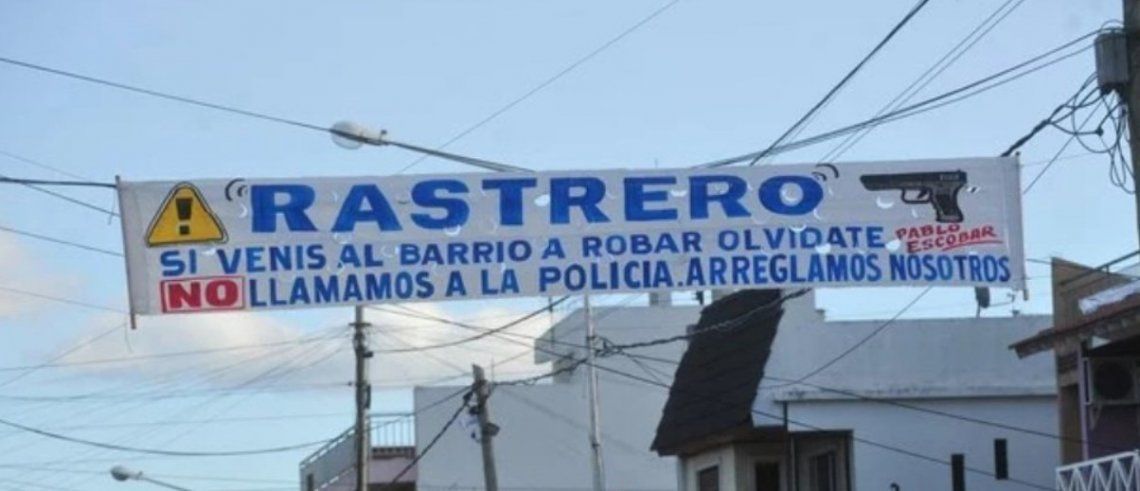 "RASTRERO"
SI VENIS AL BARRIO A ROBAR OLVIDATE
PABLO
ESCOBAR
NO LLAMAMOS A LA POLICIA. ARREGLAMOS NOSOTROS